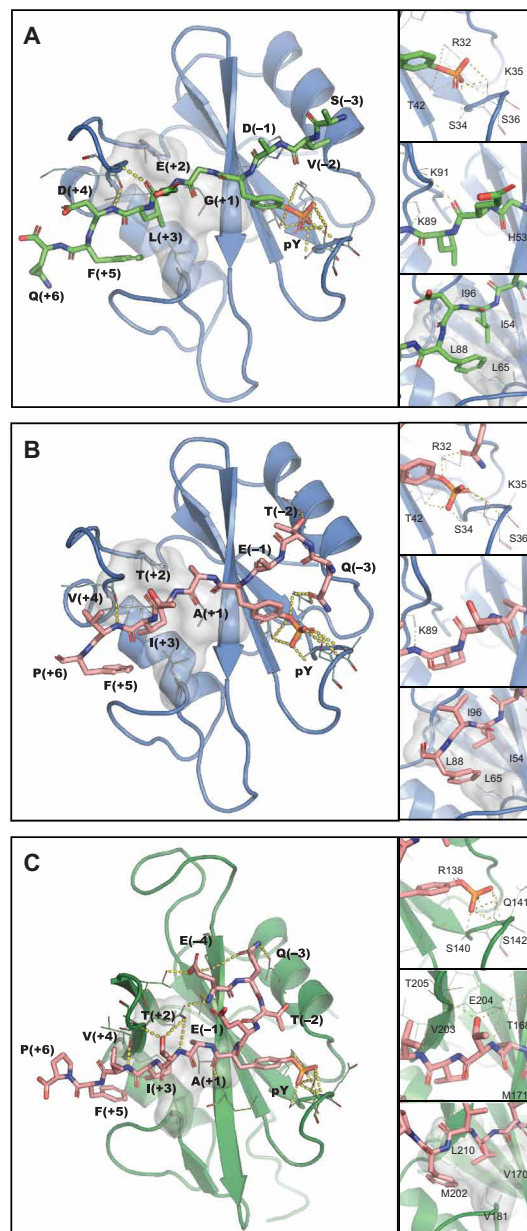 A
S(–3)
D(–1)
E(+2)
V(–2)
D(+4)
G(+1)
L(+3)
pY
F(+5)
Q(+6)
R32
K35
T42
S36
S34
K91
K89
H53
I96
I54
L88
L65
B
T(–2)
E(–1)
T(+2)
Q(–3)
V(+4)
A(+1)
I(+3)
P(+6)
F(+5)
pY
R32
K35
T42
S34
S36
K89
I96
L88
I54
L65
C
E(–4)
Q(–3)
T(+2)
E(–1)
T(–2)
V(+4)
P(+6)
A(+1)
I(+3)
pY
F(+5)
R138
Q141
S140
S142
T205
E204
V203
T168
M171
L210
V170
M202
V181